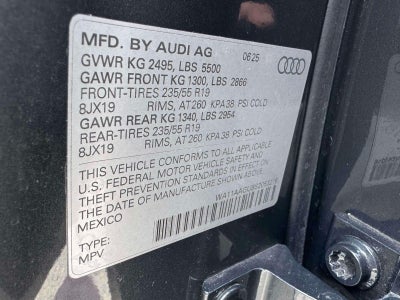 MFD. BY AUDI AG 06/25
GVWR KG 2495, LBS 5500
GAWR FRONT KG 1300, LBS 2866
FRONT-TIRES 235/55 R19
8JX19 RIMS, AT 260 KPA 38 PSI COLD
GAWR REAR KG 1340, LBS 2954
REAR-TIRES 235/55 R19
8JX19 RIMS, AT 260 KPA 38 PSI COLD
THIS VEHICLE CONFORMS TO ALL APPLICABLE
U.S. FEDERAL MOTOR VEHICLE SAFETY AND
THEFT PREVENTION STANDARDS IN EFFECT ON THE
DATE OF MANUFACTURE SHOWN ABOVE.
MEXICO
TYPE:
MPV